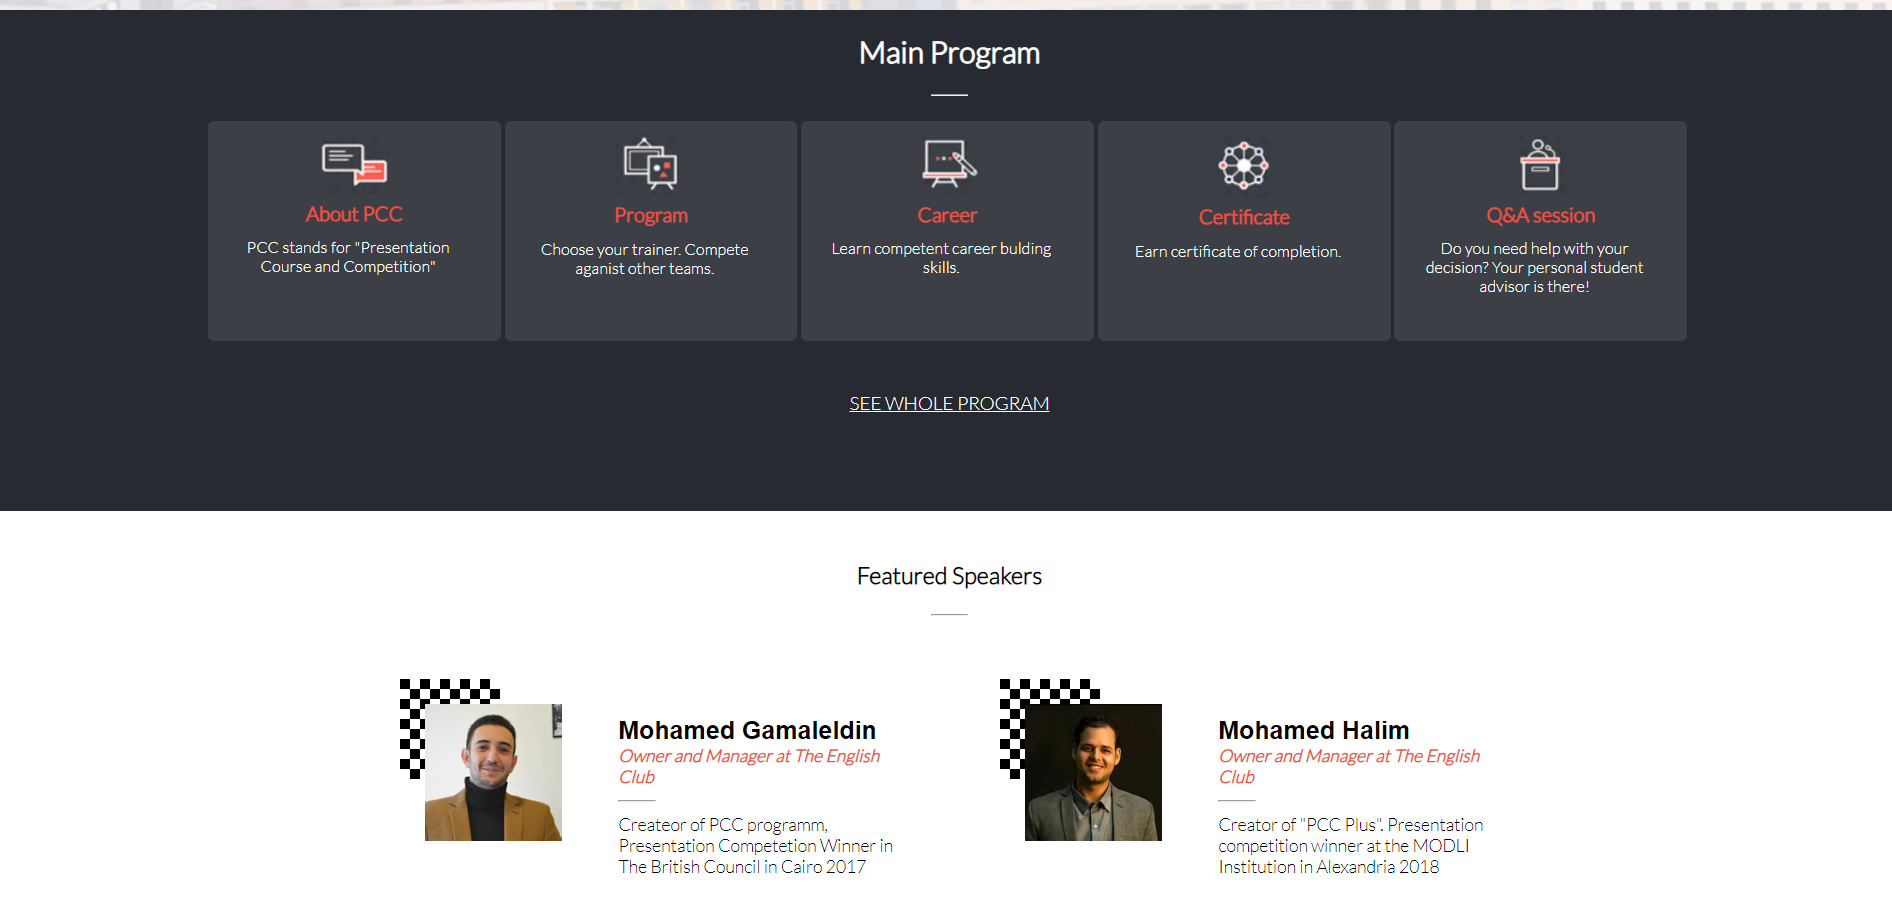 Main Program
About PCC
PCC stands for "Presentation
Course and Competition"
Program
Choose your trainer. Compete
aganist other teams.
Career
Learn competent career bulding
skills.
Certificate
Earn certificate of completion.
Q&A session
Do you need help with your
decision? Your personal student
advisor is there!
SEE WHOLE PROGRAM
Featured Speakers
Mohamed Gamaleldin
Owner and Manager at The English
Club
Createor of PCC programm,
Presentation Competetion Winner in
The British Council in Cairo 2017
Mohamed Halim
Owner and Manager at The English
Club
Creator of "PCC Plus". Presentation
competition winner at the MODLI
Institution in Alexandria 2018